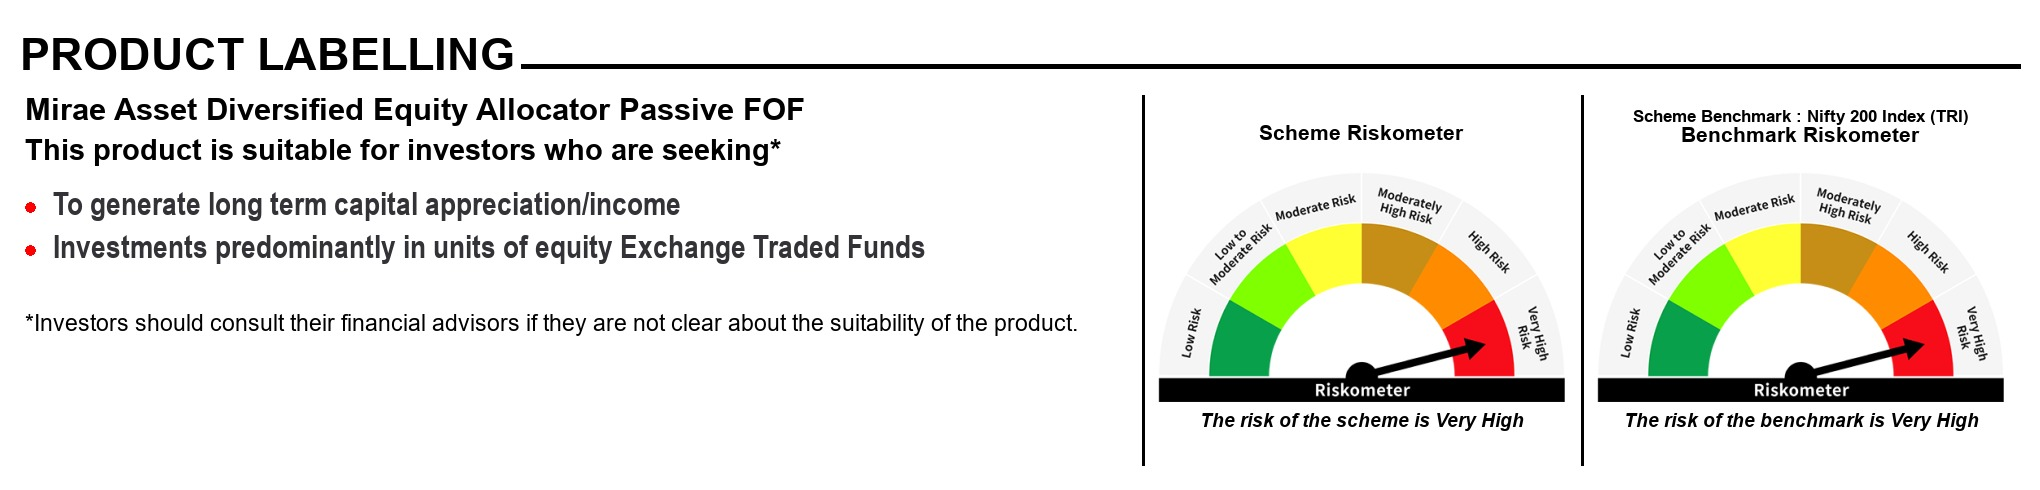 PRODUCT LABELLING
Mirae Asset Diversified Equity Allocator Passive FOF
This product is suitable for investors who are seeking*
• To generate long term capital appreciation/income
• Investments predominantly in units of equity Exchange Traded Funds
*Investors should consult their financial advisors if they are not clear about the suitability of the product.
Scheme Riskometer
Low Risk
Low to
Moderate Risk
Moderate Risk
Moderately
High Risk
High Risk
Very High
Risk
Riskometer
The risk of the scheme is Very High
Scheme Benchmark : Nifty 200 Index (TRI)
Benchmark Riskometer
Low Risk
Low to
Moderate Risk
Moderate Risk
Moderately
High Risk
High Risk
Very High
Risk
Riskometer
The risk of the benchmark is Very High